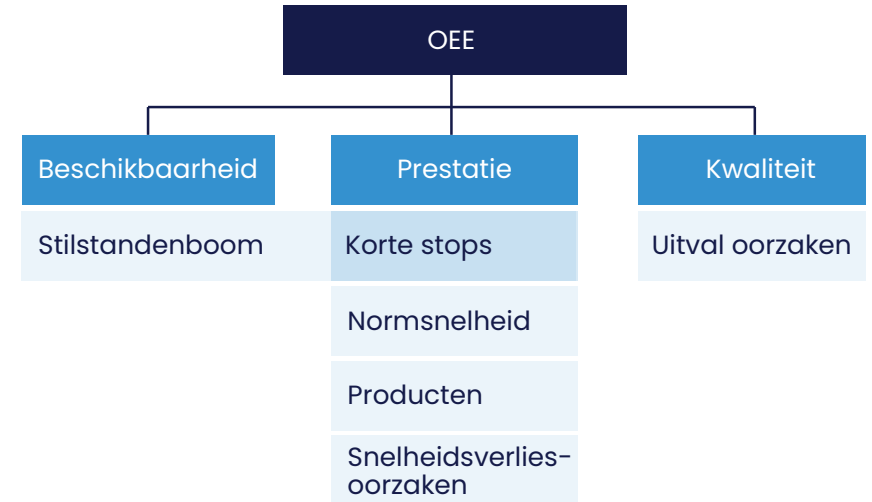 OEE
Beschikbaarheid
Prestatie
Kwaliteit
Stilstandenboom
Korte stops
Uitval oorzaken
Normsnelheid
Producten
Snelheidsverlies-
oorzaken